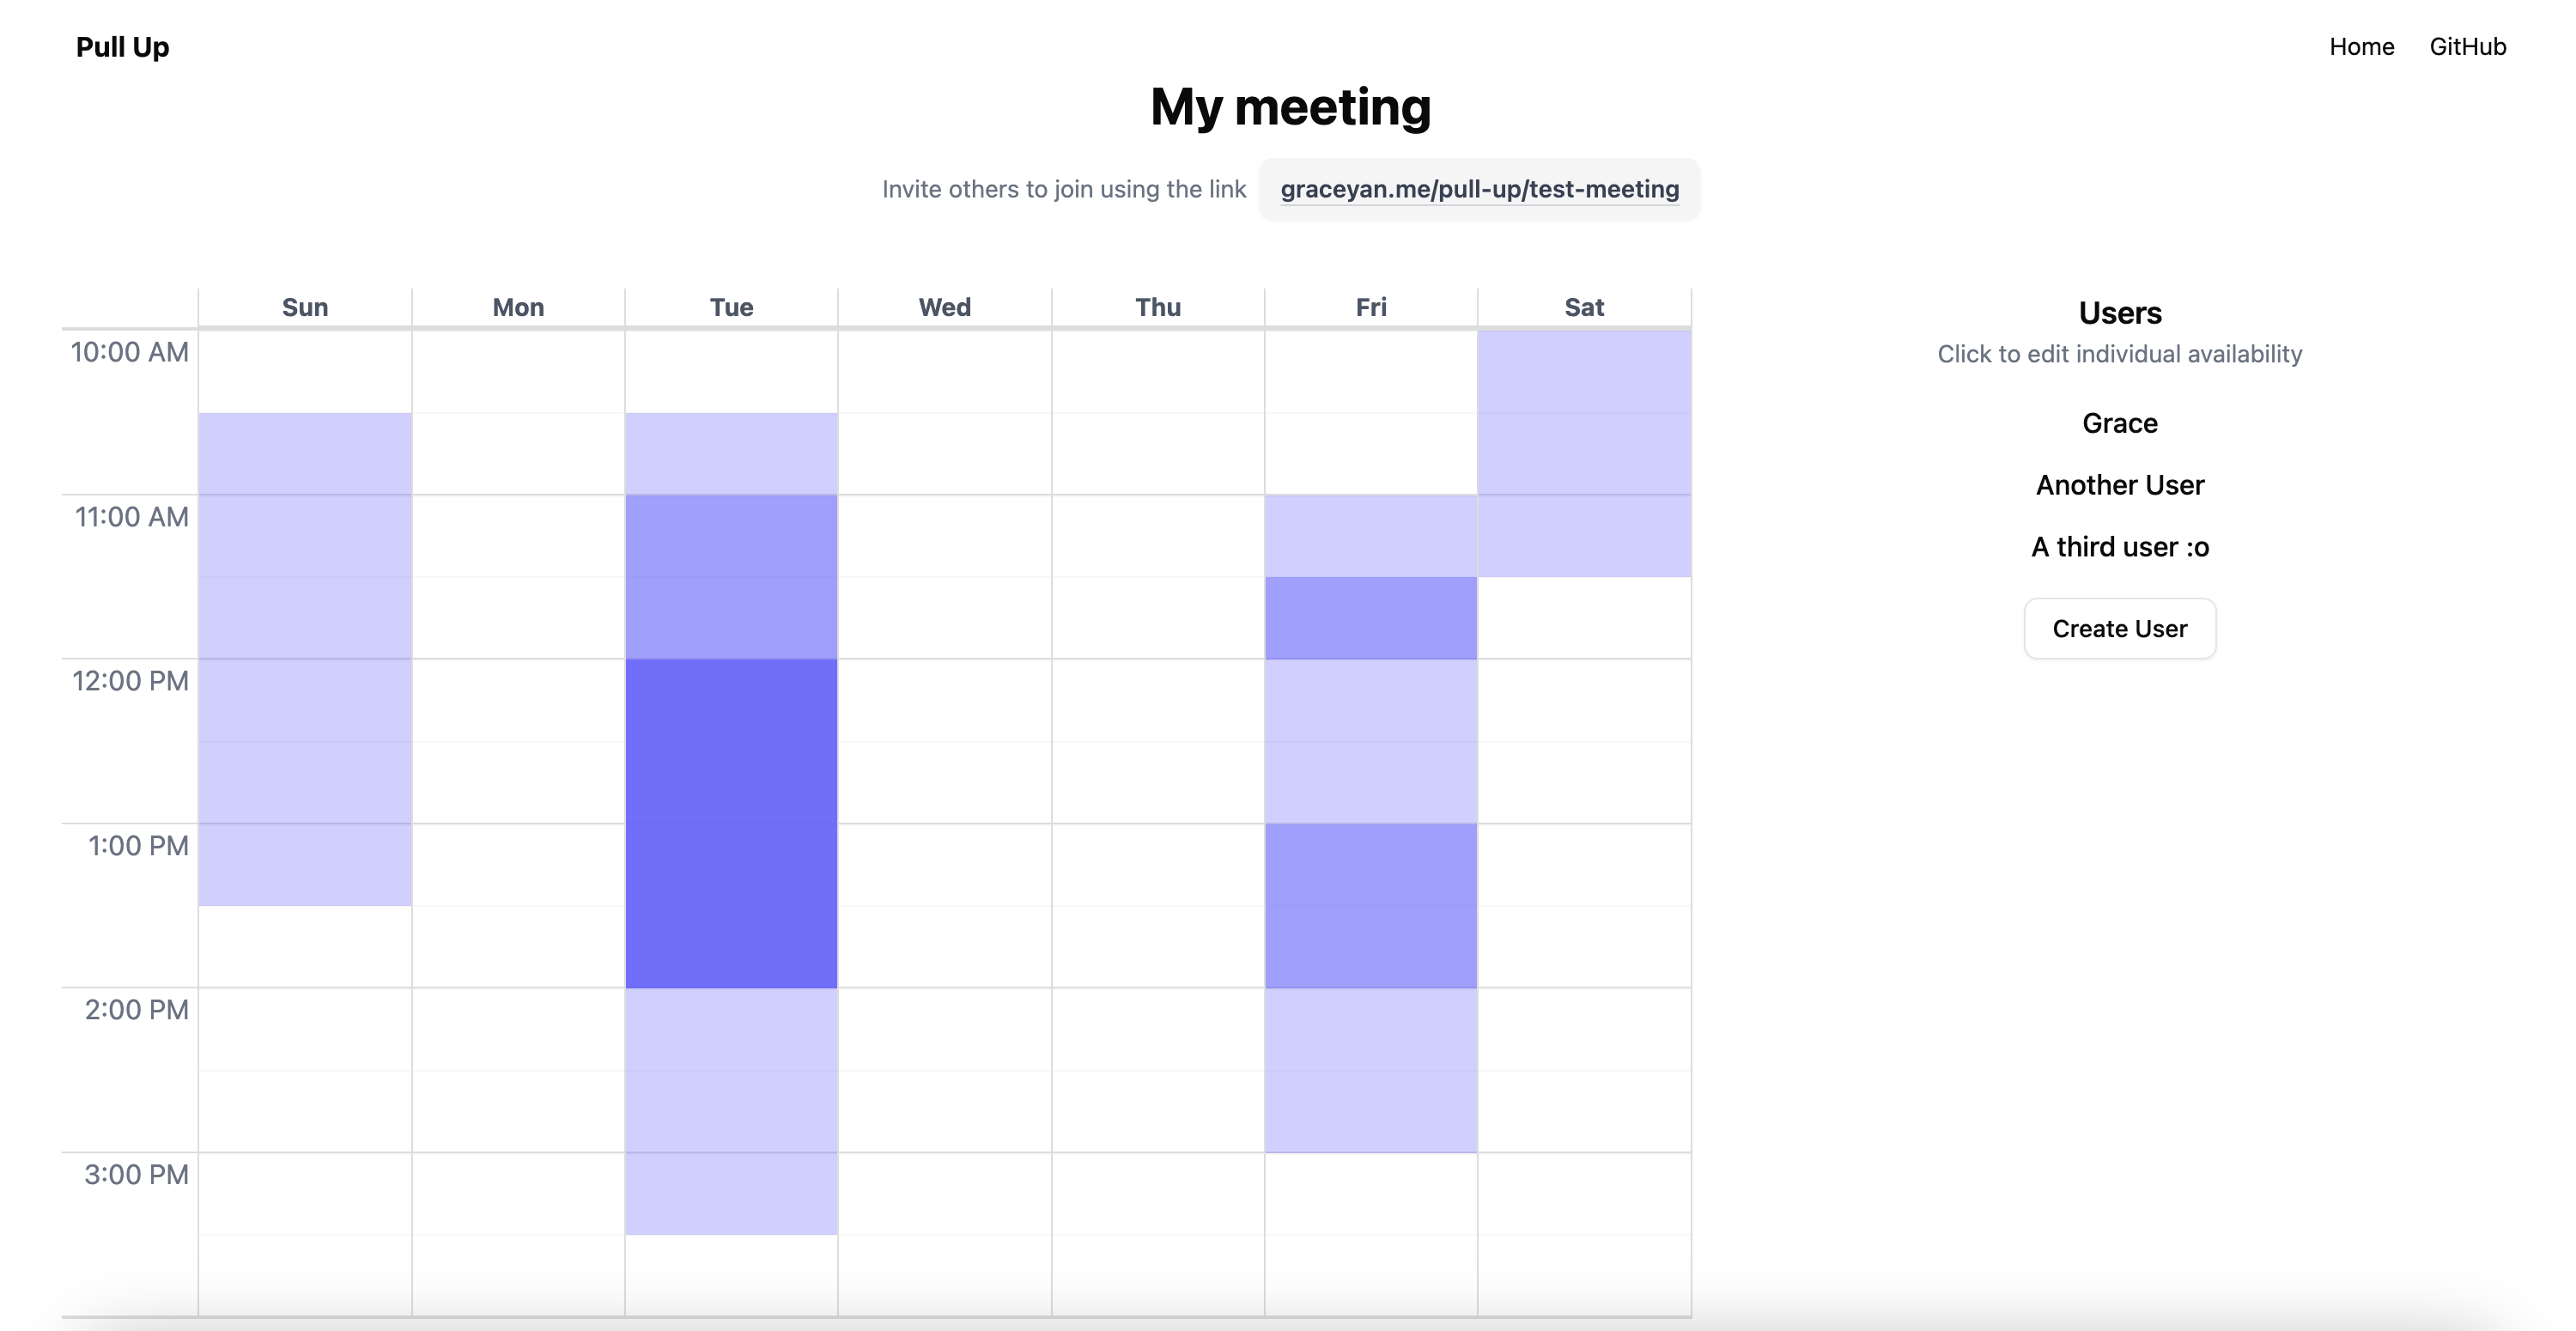 Pull Up
Home
GitHub
My meeting
Invite others to join using the link graceyan.me/pull-up/test-meeting
Sun Mon Tue Wed Thu Fri Sat
10:00 AM
11:00 AM
12:00 PM
1:00 PM
2:00 PM
3:00 PM
Users
Click to edit individual availability
Grace
Another User
A third user :o
Create User